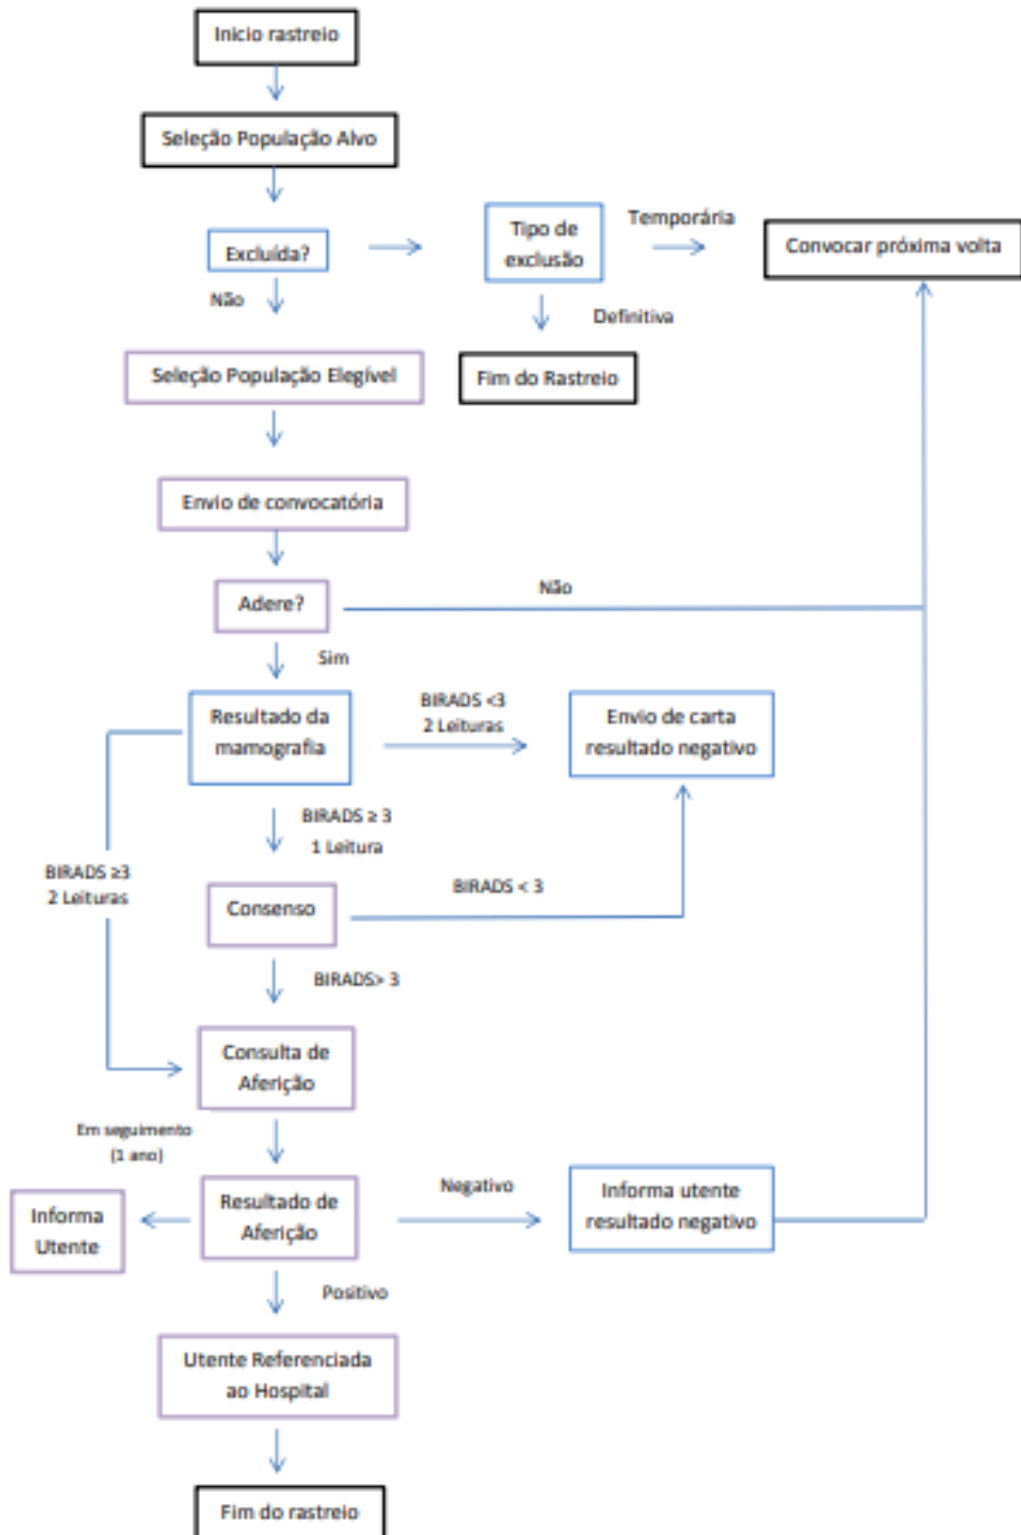 Inicio rastreio
Seleção População Alvo
Excluída?
Tipo de
exclusão
Temporária
Convocar próxima volta
Não
Definitiva
Seleção População Elegível
Fim do Rastreio
Envio de convocatória
Adere?
Não
Sim
Resultado da
mamografia
BIRADS <3
2 Leituras
Envio de carta
resultado negativo
BIRADS ≥ 3
1 Leitura
BIRADS ≥3
2 Leituras
Consenso
BIRADS < 3
BIRADS> 3
Consulta de
Aferição
Em seguimento
(1 ano)
Informa
Utente
Resultado de
Aferição
Negativo
Informa utente
resultado negativo
Positivo
Utente Referenciada
ao Hospital
Fim do rastreio